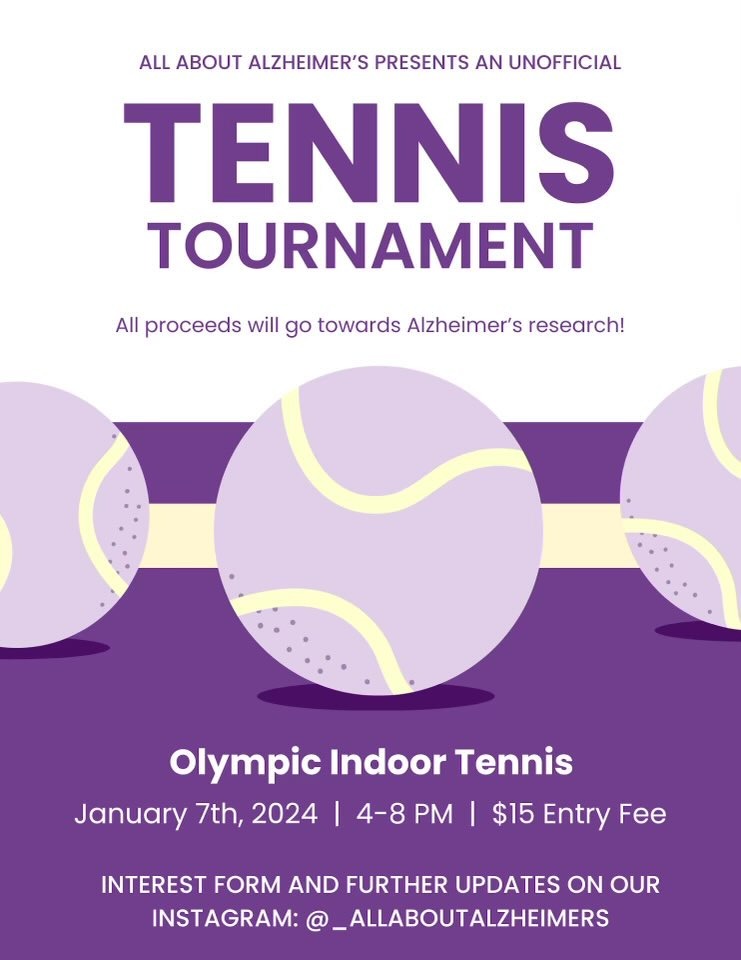 ALL ABOUT ALZHEIMER’S PRESENTS AN UNOFFICIAL
TENNIS
TOURNAMENT
All proceeds will go towards Alzheimer’s research!
Olympic Indoor Tennis
January 7th, 2024 | 4-8 PM | $15 Entry Fee
INTEREST FORM AND FURTHER UPDATES ON OUR
INSTAGRAM: @_ALLABOUTALZHEIMERS